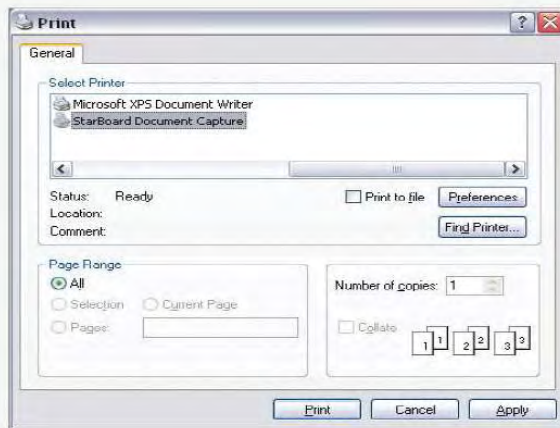 Print
General
Select Printer
Microsoft XPS Document Writer
StarBoard Document Capture
Status: Ready
Print to file Preferences
Location:
Comment:
Find Printer...
Page Range
All
Selection Current Page
Pages:
Number of copies: 1
Collate
1 1 2 2 3 3
Print Cancel Apply